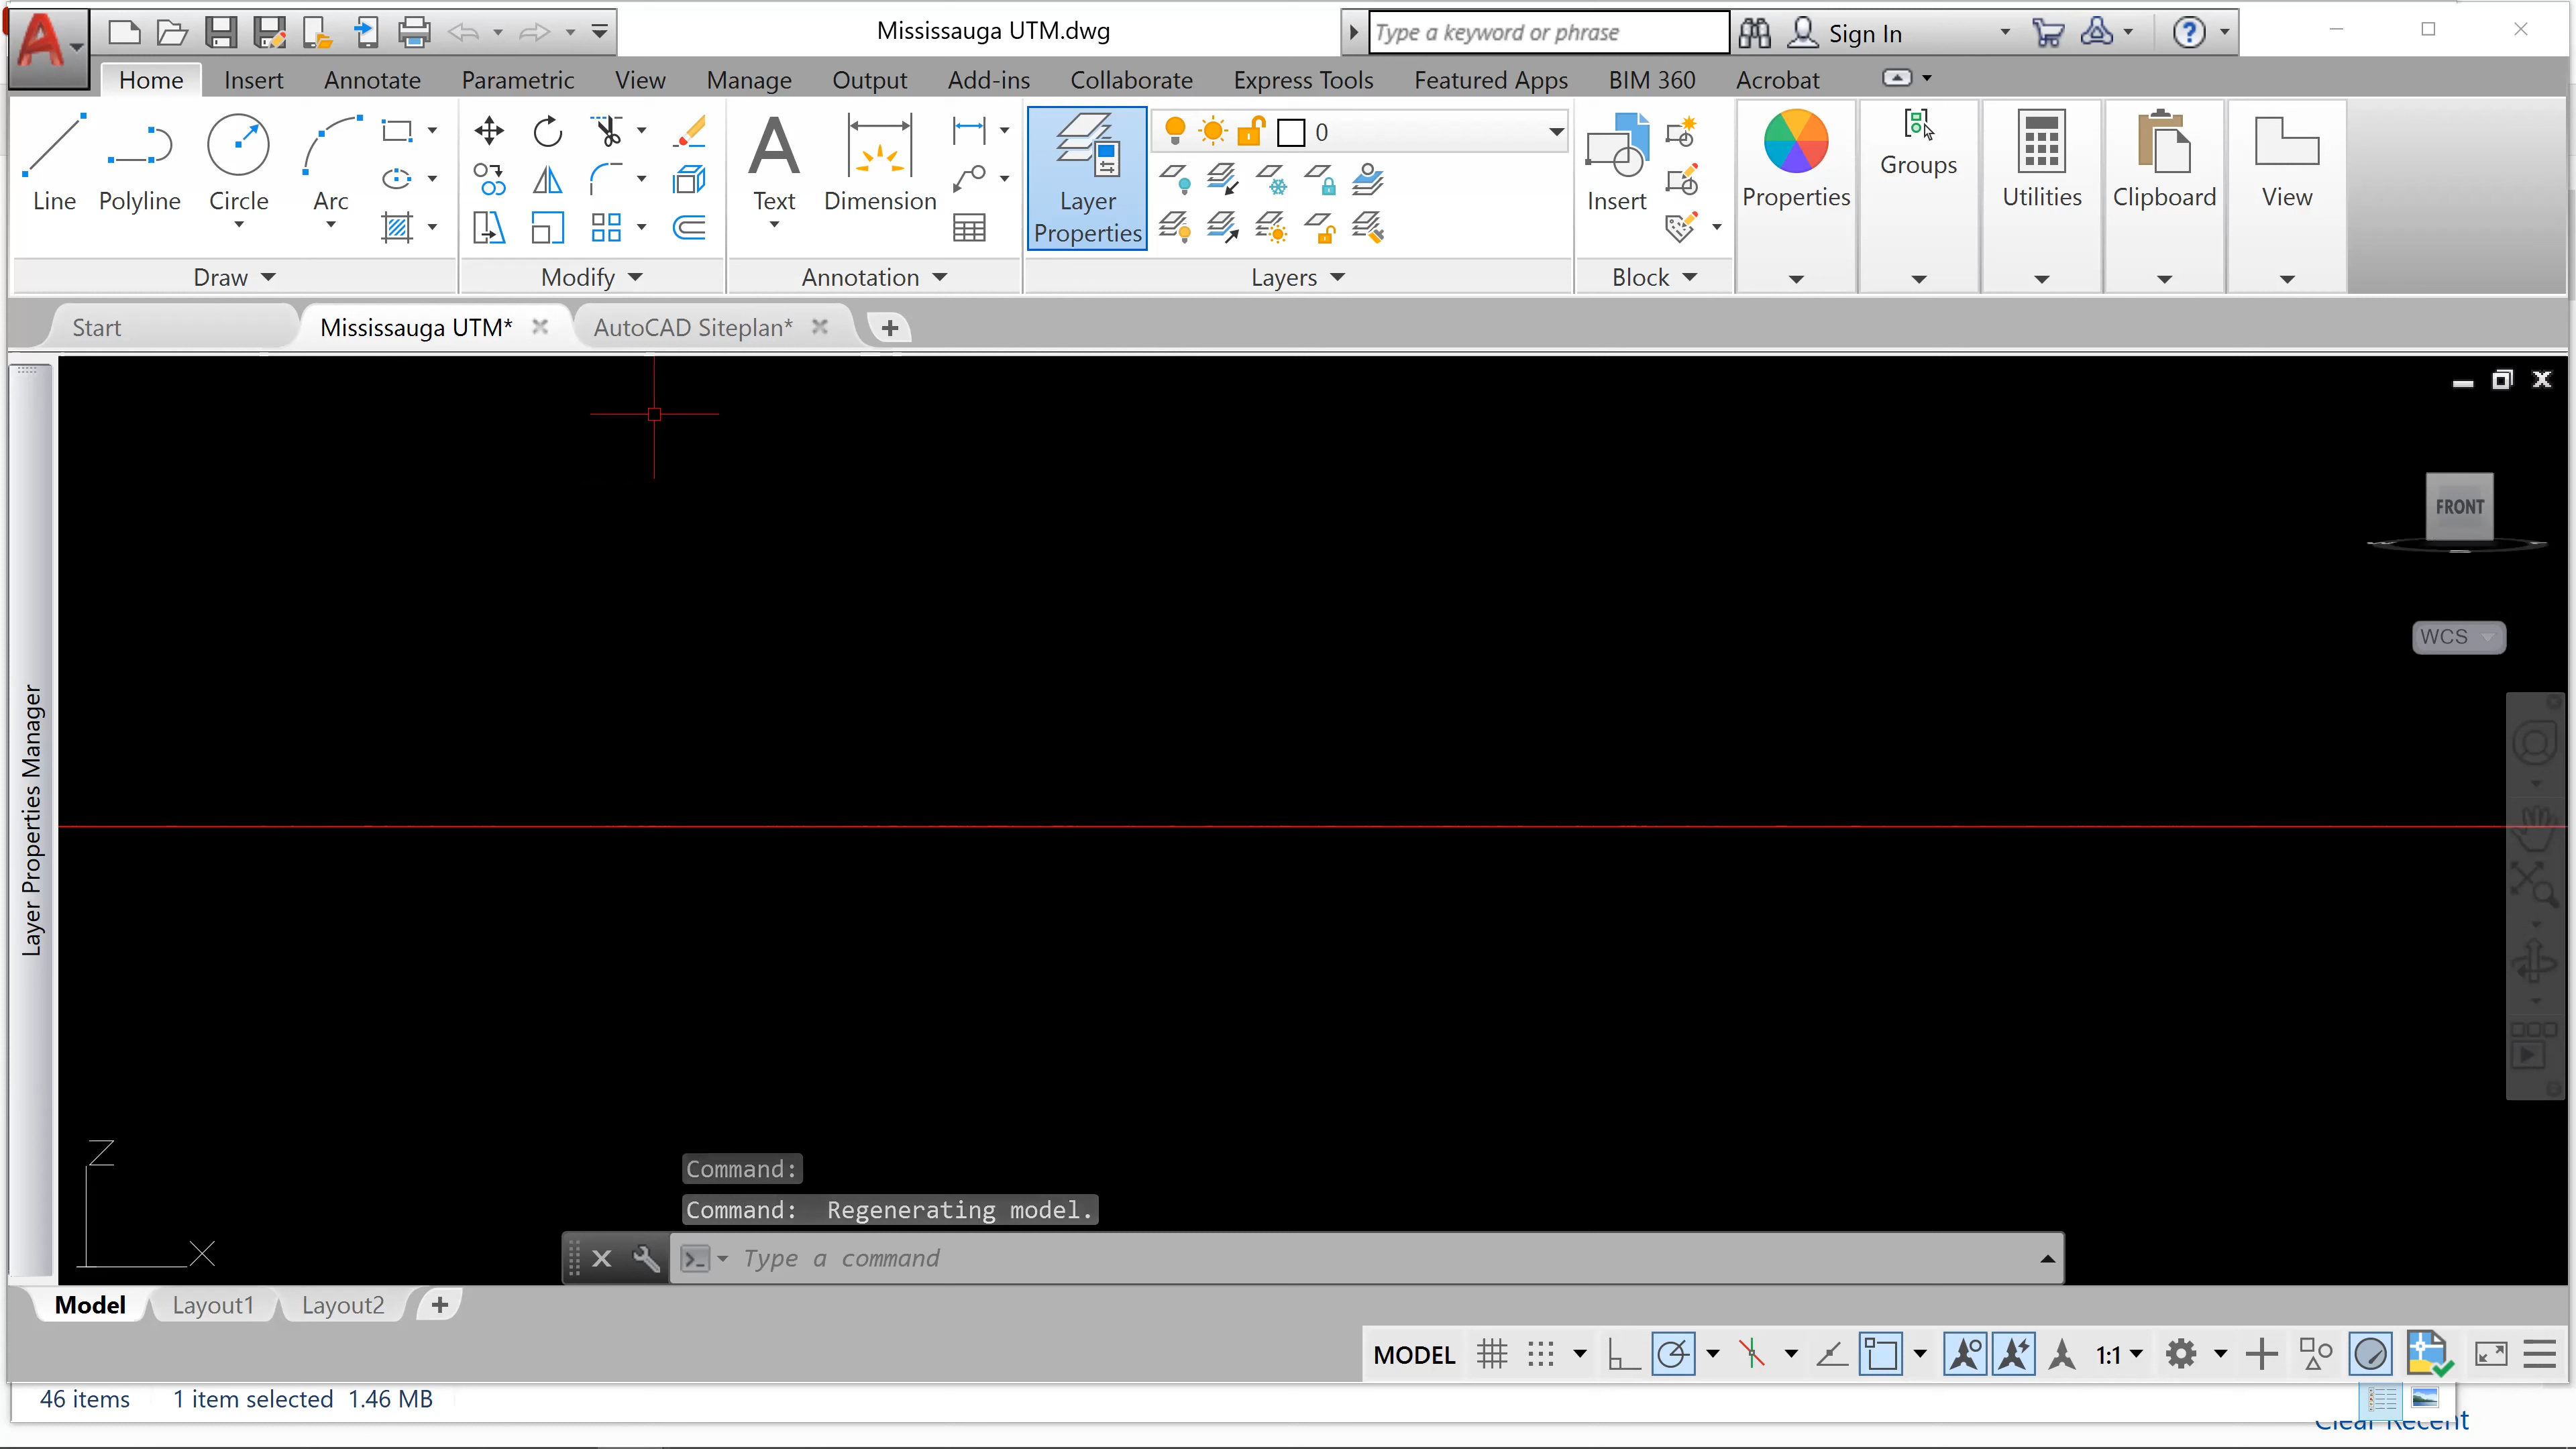 Mississauga UTM.dwg
Type a keyword or phrase
Sign In
Home Insert Annotate Parametric View Manage Output Add-ins Collaborate Express Tools Featured Apps BIM 360 Acrobat
Line Polyline Circle Arc
Text Dimension
Layer
Properties
0
Insert
Properties
Groups
Utilities
Clipboard
View
Draw Modify Annotation Layers Block
Start Mississauga UTM* AutoCAD Siteplan*
FRONT
WCS
Layer Properties Manager
Z
X
Command:
Command: Regenerating model.
Type a command
Model Layout1 Layout2
MODEL 1:1
46 items 1 item selected 1.46 MB
Clear Recent